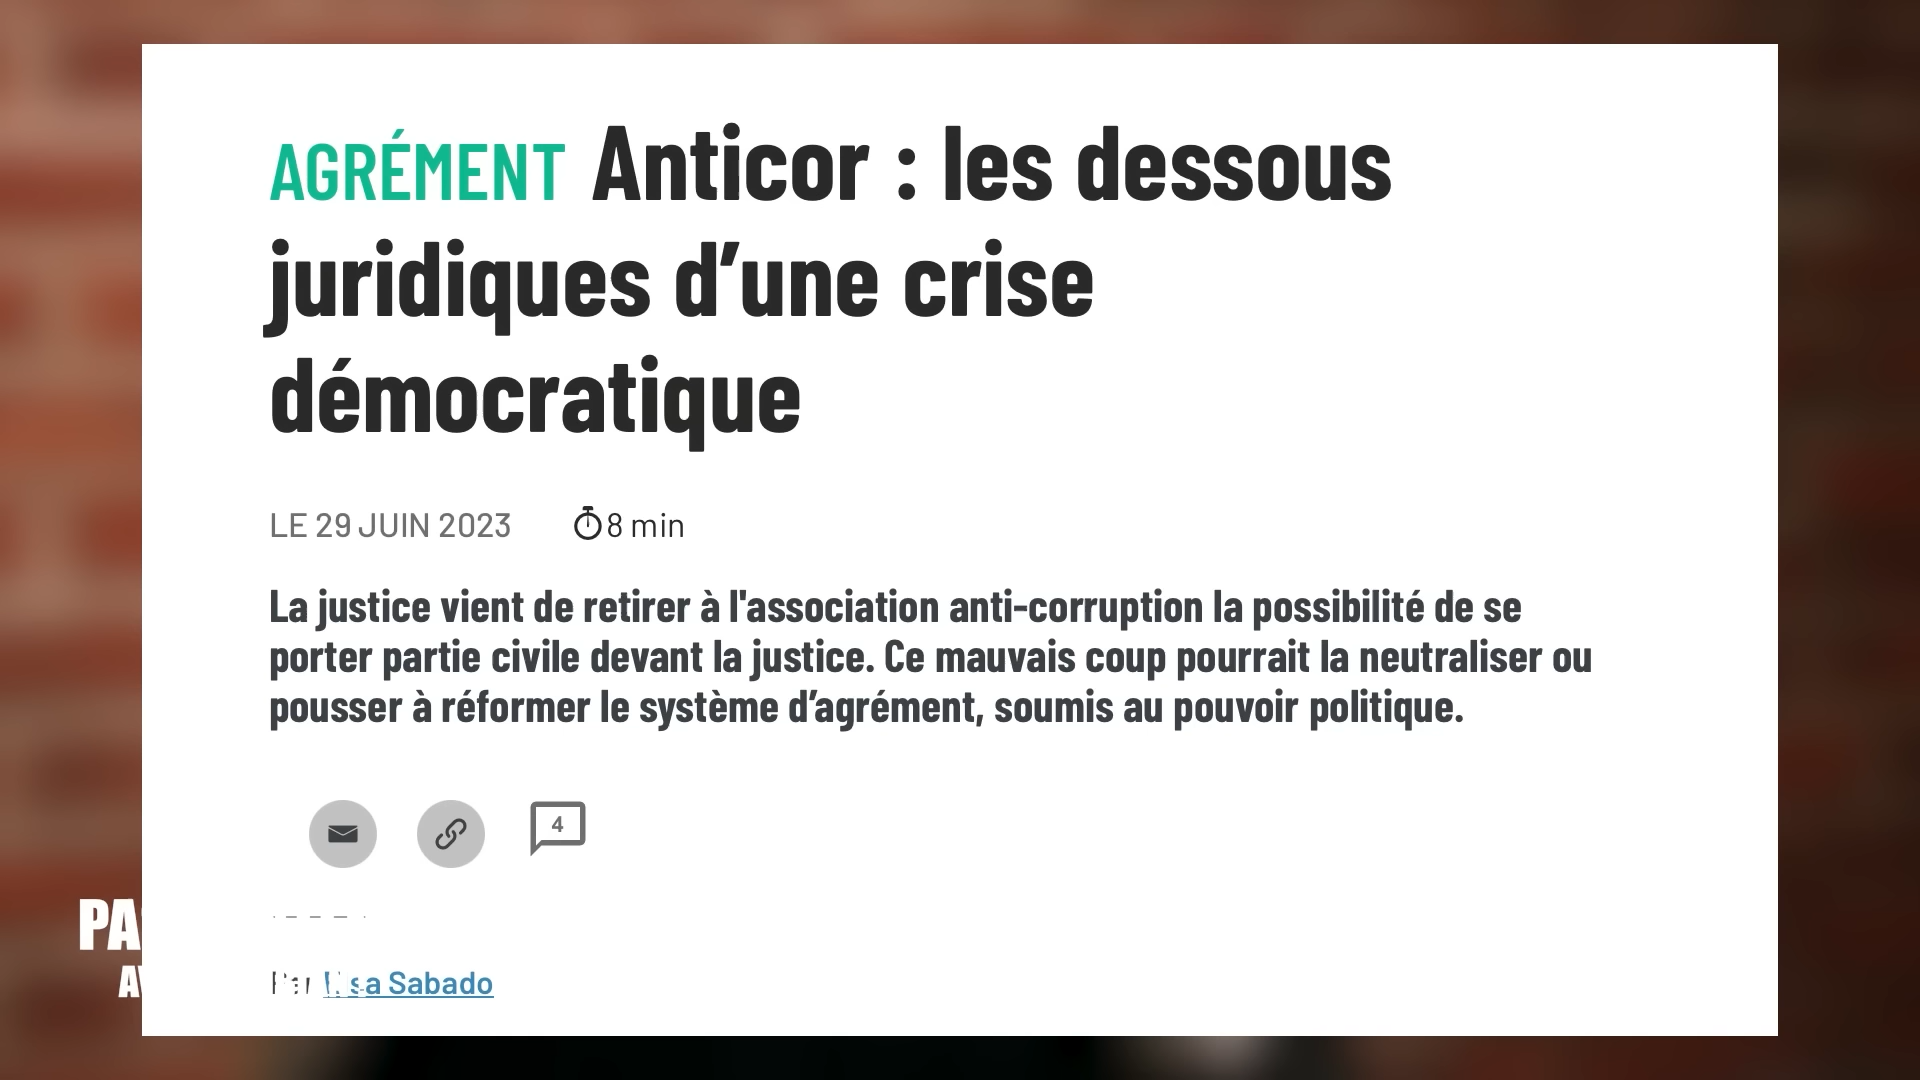 AGRÉMENT Anticor : les dessous
juridiques d’une crise
démocratique
LE 29 JUIN 2023 8 min
La justice vient de retirer à l'association anti-corruption la possibilité de se
porter partie civile devant la justice. Ce mauvais coup pourrait la neutraliser ou
pousser à réformer le système d’agrément, soumis au pouvoir politique.
4
Sabado